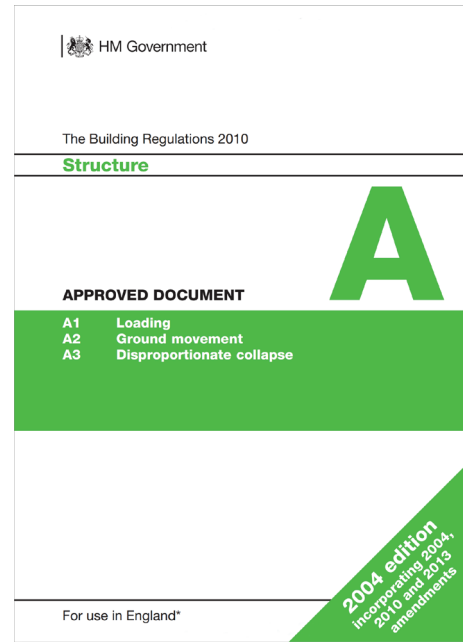 HM Government
The Building Regulations 2010
Structure
A
APPROVED DOCUMENT
A1 Loading
A2 Ground movement
A3 Disproportionate collapse
2004 edition
incorporating 2004,
2010 and 2013
amendments
For use in England*